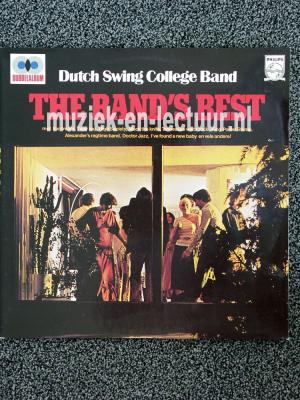 DUBBELALBUM
PHILIPS
Dutch Swing College Band
THE BAND'S BEST
muziek-en-lectuur.nl
Alexander's ragtime band, Doctor Jazz, I've found a new baby en vele andere!